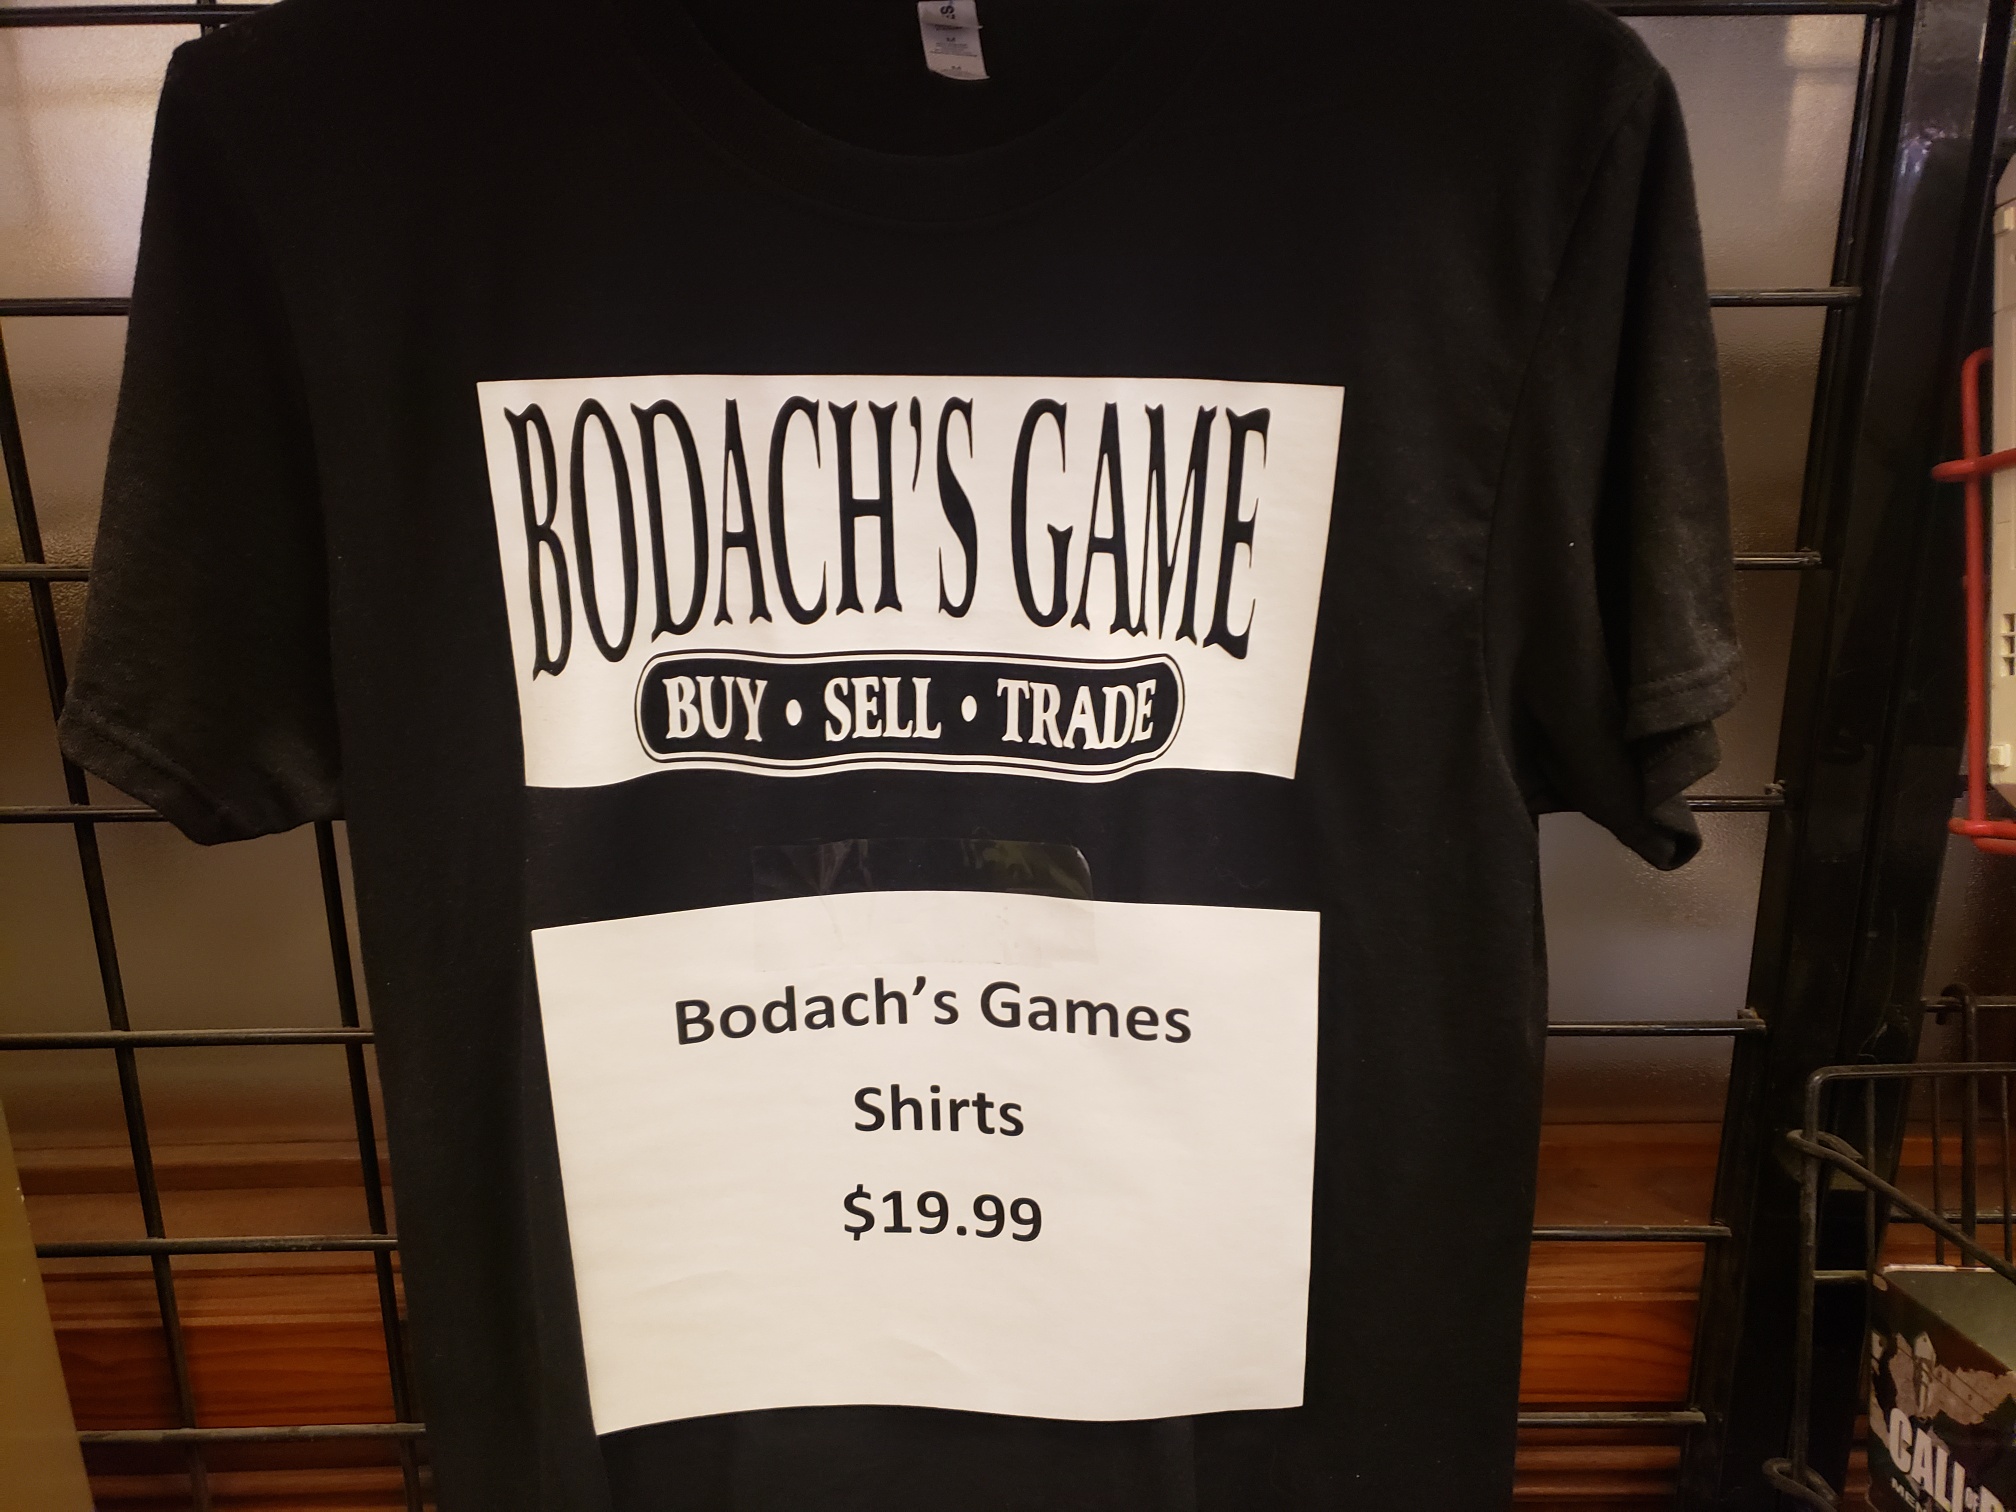 BODACH'S GAME
BUY • SELL • TRADE
Bodach's Games
Shirts
$19.99